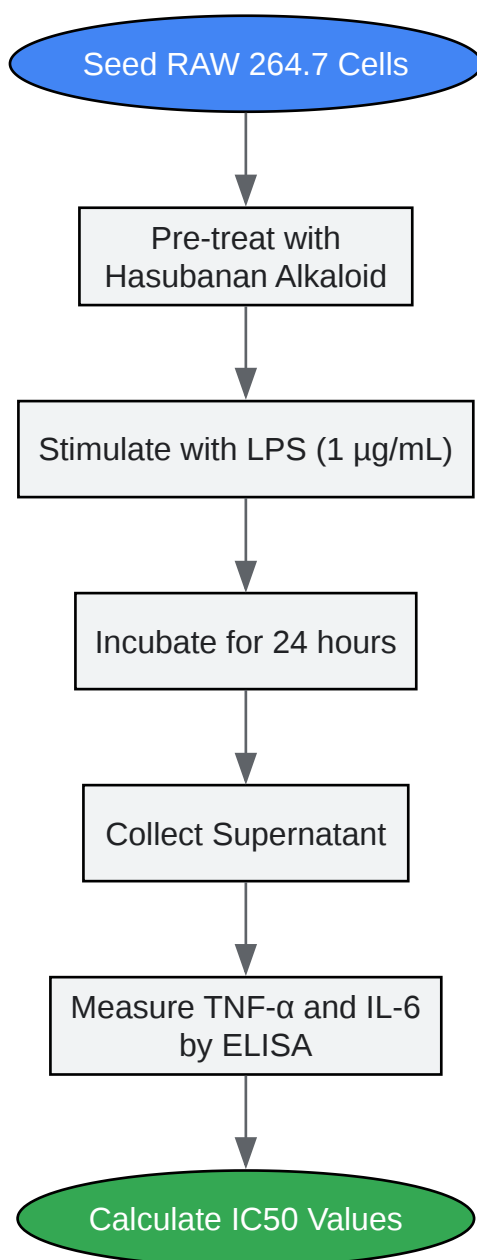 Seed RAW 264.7 Cells
Pre-treat with
Hasubanan Alkaloid
Stimulate with LPS (1 µg/mL)
Incubate for 24 hours
Collect Supernatant
Measure TNF-α and IL-6
by ELISA
Calculate IC50 Values